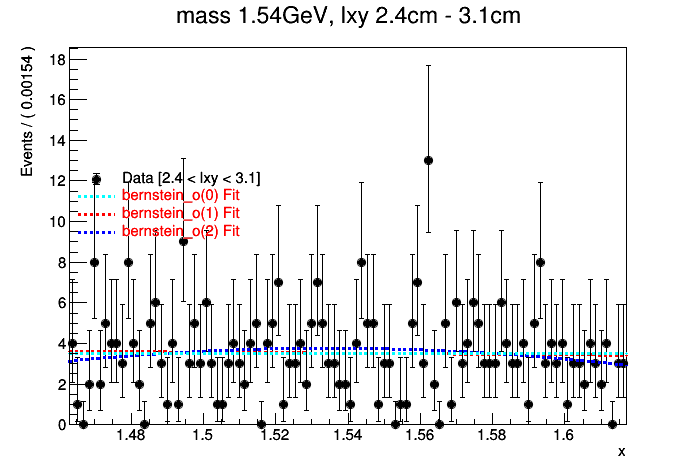 mass 1.54GeV, lxy 2.4cm - 3.1cm
Events / ( 0.00154 )
18
16
14
12
10
8
6
4
2
0
Data [2.4 < lxy < 3.1]
bernstein_o(0) Fit
bernstein_o(1) Fit
bernstein_o(2) Fit
1.48 1.5 1.52 1.54 1.56 1.58 1.6
x